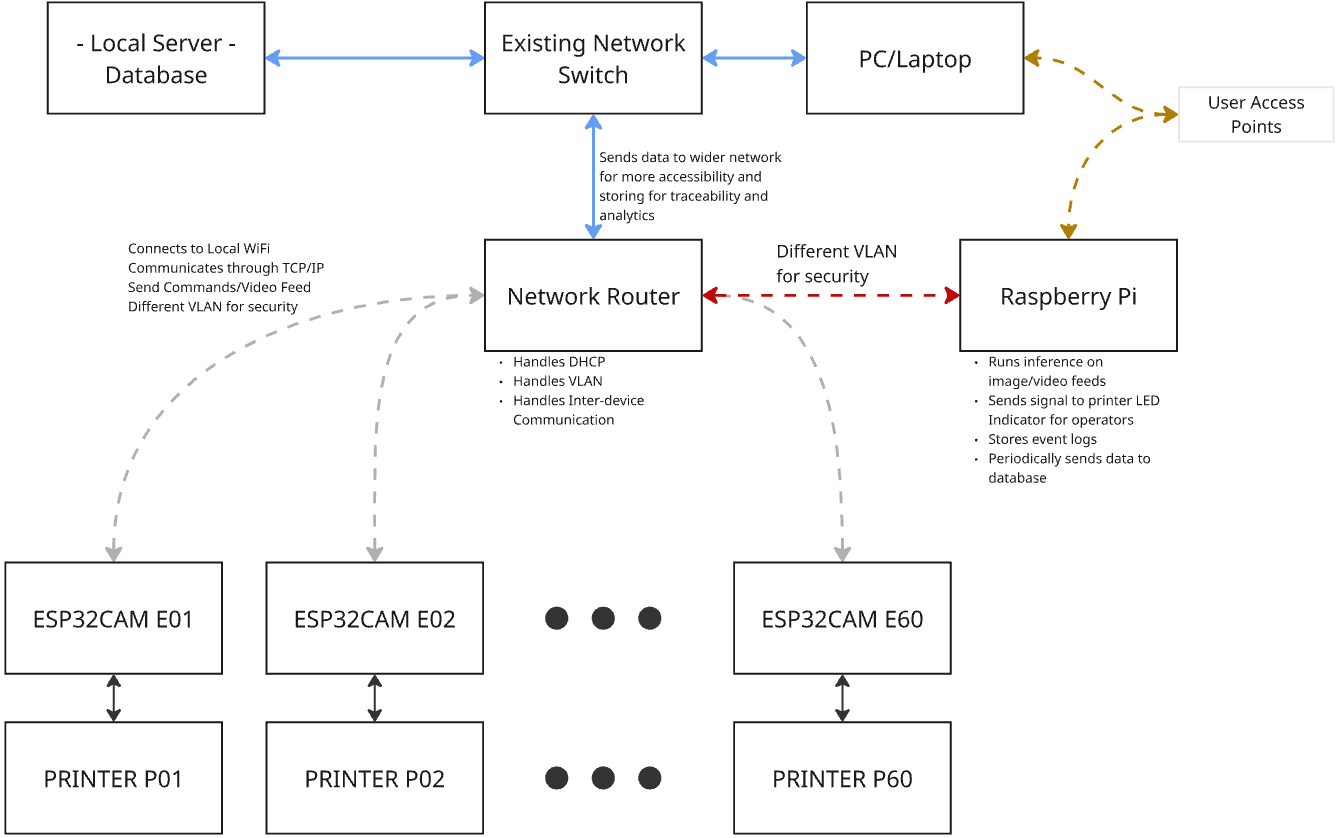 - Local Server -
Database
Existing Network
Switch
PC/Laptop
User Access
Points
Sends data to wider network
for more accessibility and
storing for traceability and
analytics
Connects to Local WiFi
Communicates through TCP/IP
Send Commands/Video Feed
Different VLAN for security
Network Router
Different VLAN
for security
Raspberry Pi
• Handles DHCP
• Handles VLAN
• Handles Inter-device
Communication
• Runs inference on
image/video feeds
• Sends signal to printer LED
Indicator for operators
• Stores event logs
• Periodically sends data to
database
ESP32CAM E01
ESP32CAM E02
ESP32CAM E60
PRINTER P01
PRINTER P02
PRINTER P60